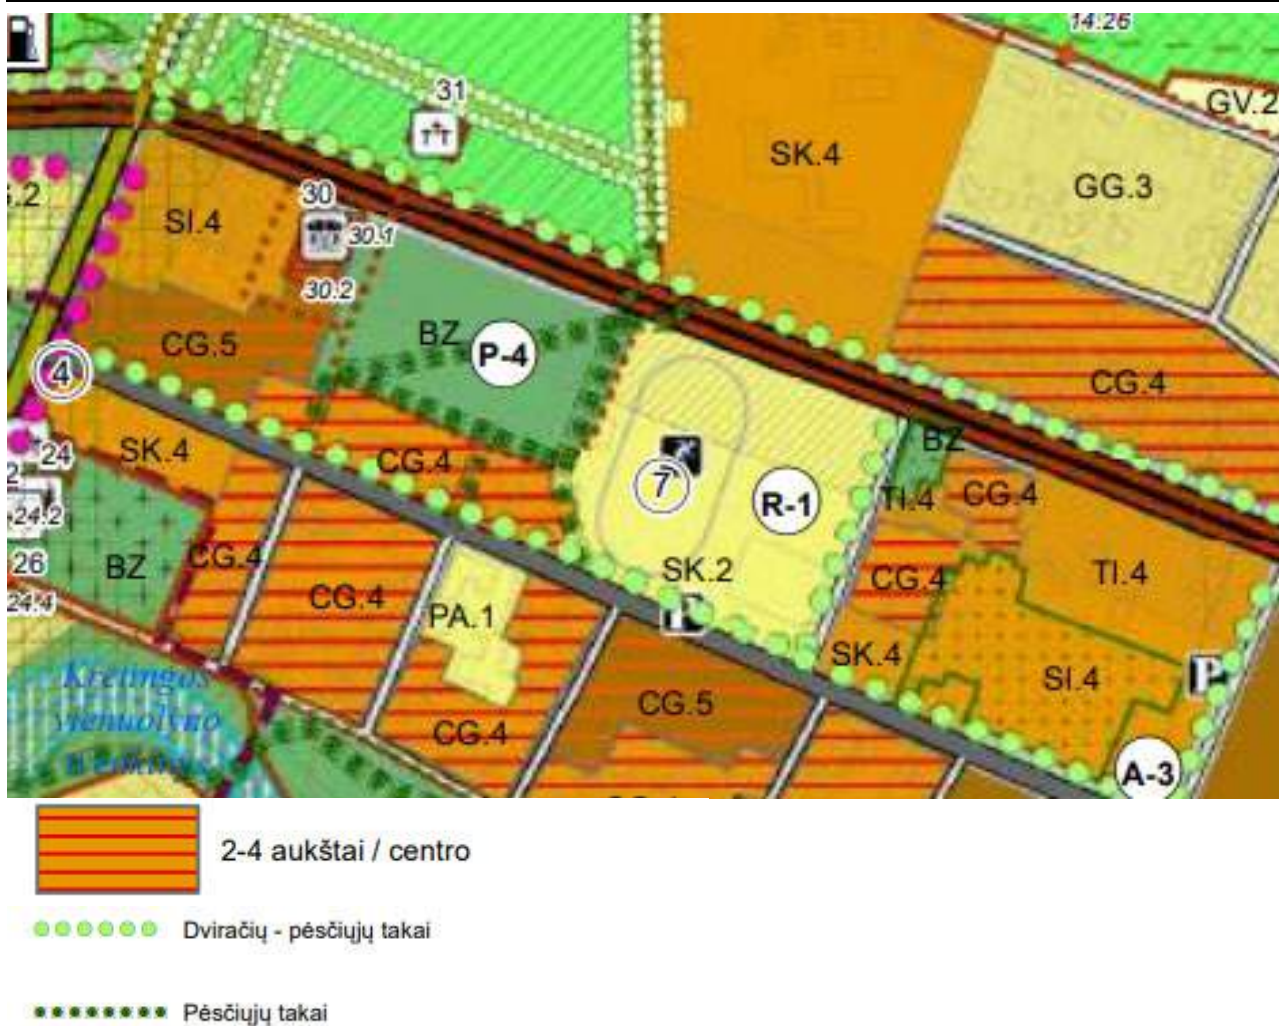 14.26
GV.2
31
SK.4
GG.3
30
30.1
SI.4
30.2
BZ
P-4
CG.5
CG.4
4
SK.4
CG.4
24
BZ
TI.4
CG.4
7
R-1
24.2
26
BZ
CG.4
CG.4
SK.2
CG.4
TI.4
24.4
PA.1
SK.4
SI.4
P
Kretingos
vienuolyno
CG.4
CG.5
A-3
2-4 aukštai / centro
Dviračių - pėsčiųjų takai
Pėsčiųjų takai